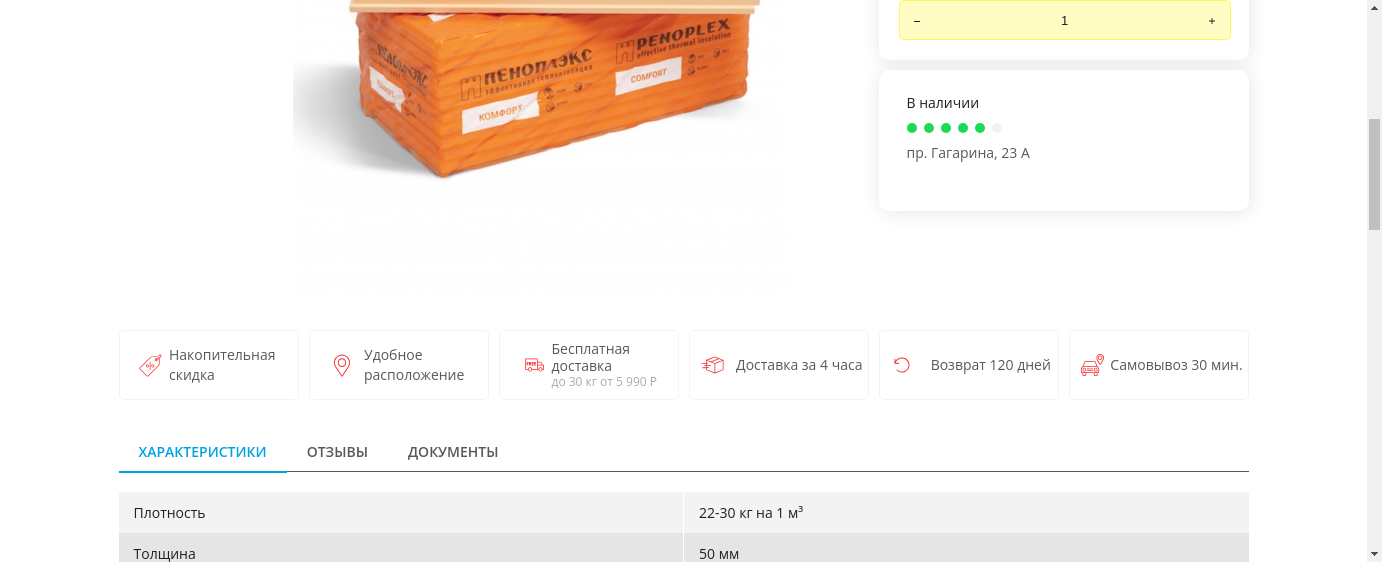 ПЕНОПЛЭКС
эффективная теплоизоляция
КОМФОРТ
PENOPLEX
effective thermal insulation
COMFORT
–
1
+
В наличии
пр. Гагарина, 23 А
Накопительная
скидка
Удобное
расположение
Бесплатная
доставка
до 30 кг от 5 990 Р
Доставка за 4 часа
Возврат 120 дней
Самовывоз 30 мин.
ХАРАКТЕРИСТИКИ
ОТЗЫВЫ
ДОКУМЕНТЫ
Плотность
22-30 кг на 1 м³
Толщина
50 мм